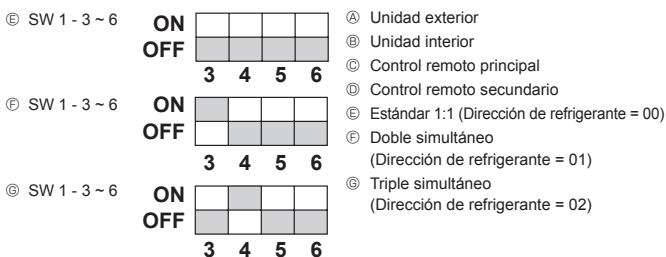 Ⓔ SW 1 - 3 ~ 6
ON
OFF
3 4 5 6
Ⓕ SW 1 - 3 ~ 6
ON
OFF
3 4 5 6
Ⓖ SW 1 - 3 ~ 6
ON
OFF
3 4 5 6
Ⓐ Unidad exterior
Ⓑ Unidad interior
Ⓒ Control remoto principal
Ⓓ Control remoto secundario
Ⓔ Estándar 1:1 (Dirección de refrigerante = 00)
Ⓕ Doble simultáneo
(Dirección de refrigerante = 01)
Ⓖ Triple simultáneo
(Dirección de refrigerante = 02)